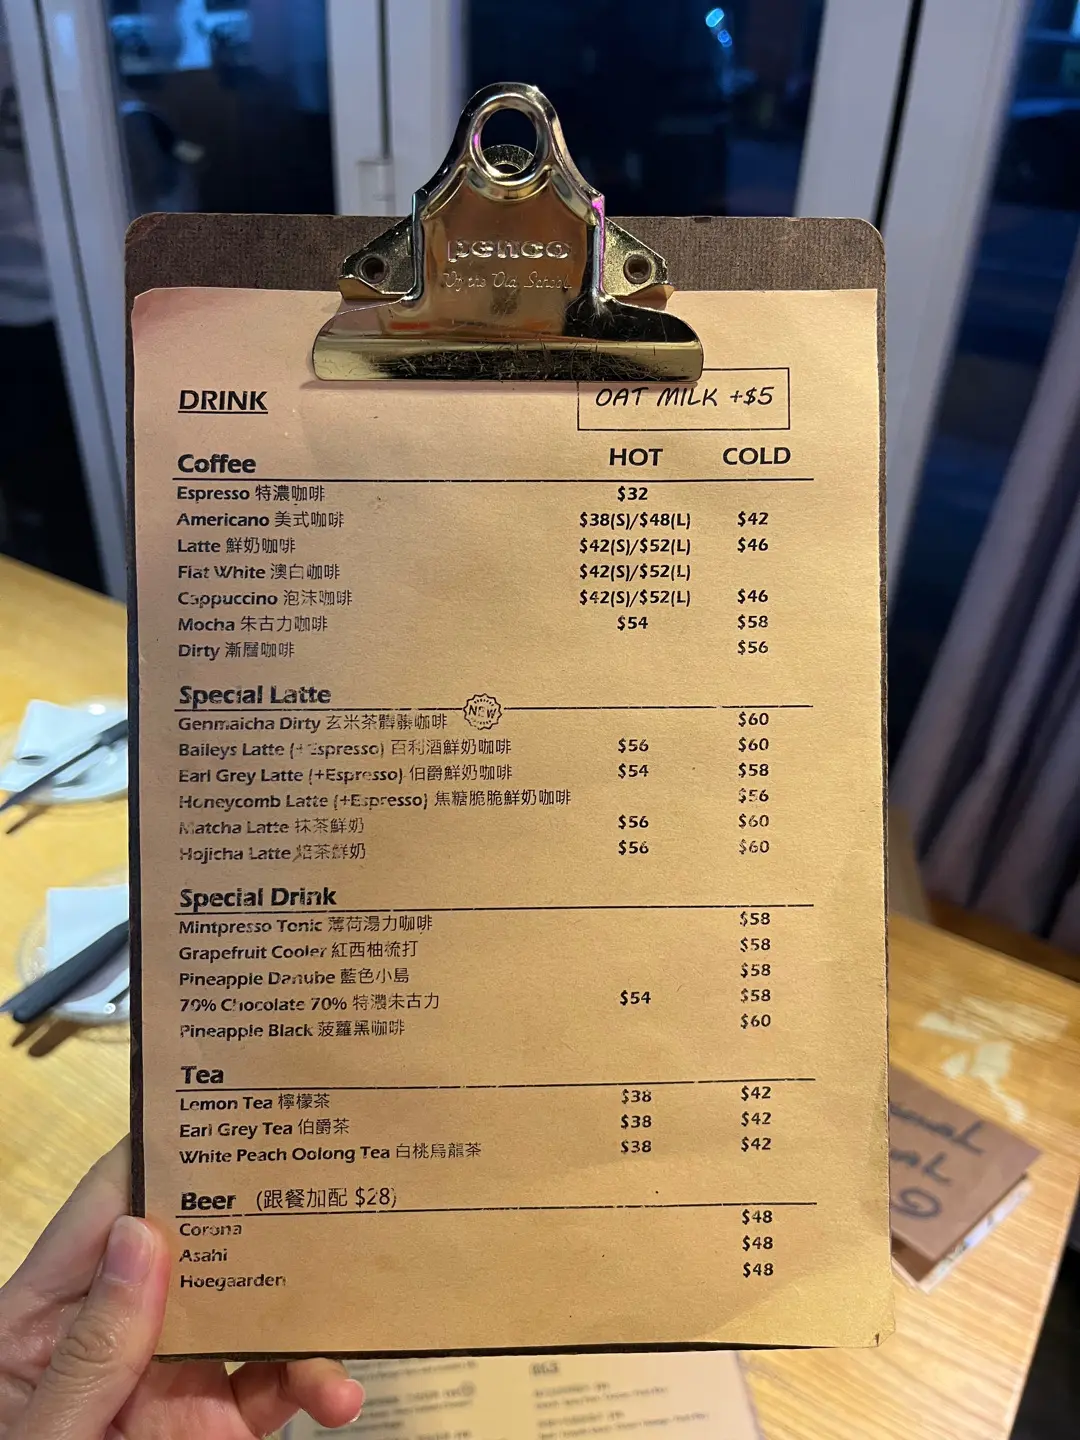 penco
DRINK
OAT MILK +$5
Coffee HOT COLD
Espresso 特濃咖啡 $32
Americano 美式咖啡 $38(S)/$48(L) $42
Latte 鮮奶咖啡 $42(S)/$52(L) $46
Flat White 澳白咖啡 $42(S)/$52(L)
Cappuccino 泡沫咖啡 $42(S)/$52(L) $46
Mocha 朱古力咖啡 $54 $58
Dirty 漸層咖啡 $56
Special Latte
NEW
Genmaicha Dirty 玄米茶髒髒咖啡 $60
Baileys Latte (+Espresso) 百利酒鮮奶咖啡 $56 $60
Earl Grey Latte (+Espresso) 伯爵鮮奶咖啡 $54 $58
Honeycomb Latte (+Espresso) 焦糖脆脆鮮奶咖啡 $56
Matcha Latte 抹茶鮮奶 $56 $60
Hojicha Latte 焙茶鮮奶 $56 $60
Special Drink
Mintpresso Tonic 薄荷湯力咖啡 $58
Grapefruit Cooler 紅西柚梳打 $58
Pineapple Danube 藍色小島 $58
70% Chocolate 70% 特濃朱古力 $54 $58
Pineapple Black 菠蘿黑咖啡 $60
Tea
Lemon Tea 檸檬茶 $38 $42
Earl Grey Tea 伯爵茶 $38 $42
White Peach Oolong Tea 白桃烏龍茶 $38 $42
Beer (跟餐加配 $28)
Corona $48
Asahi $48
Hoegaarden $48